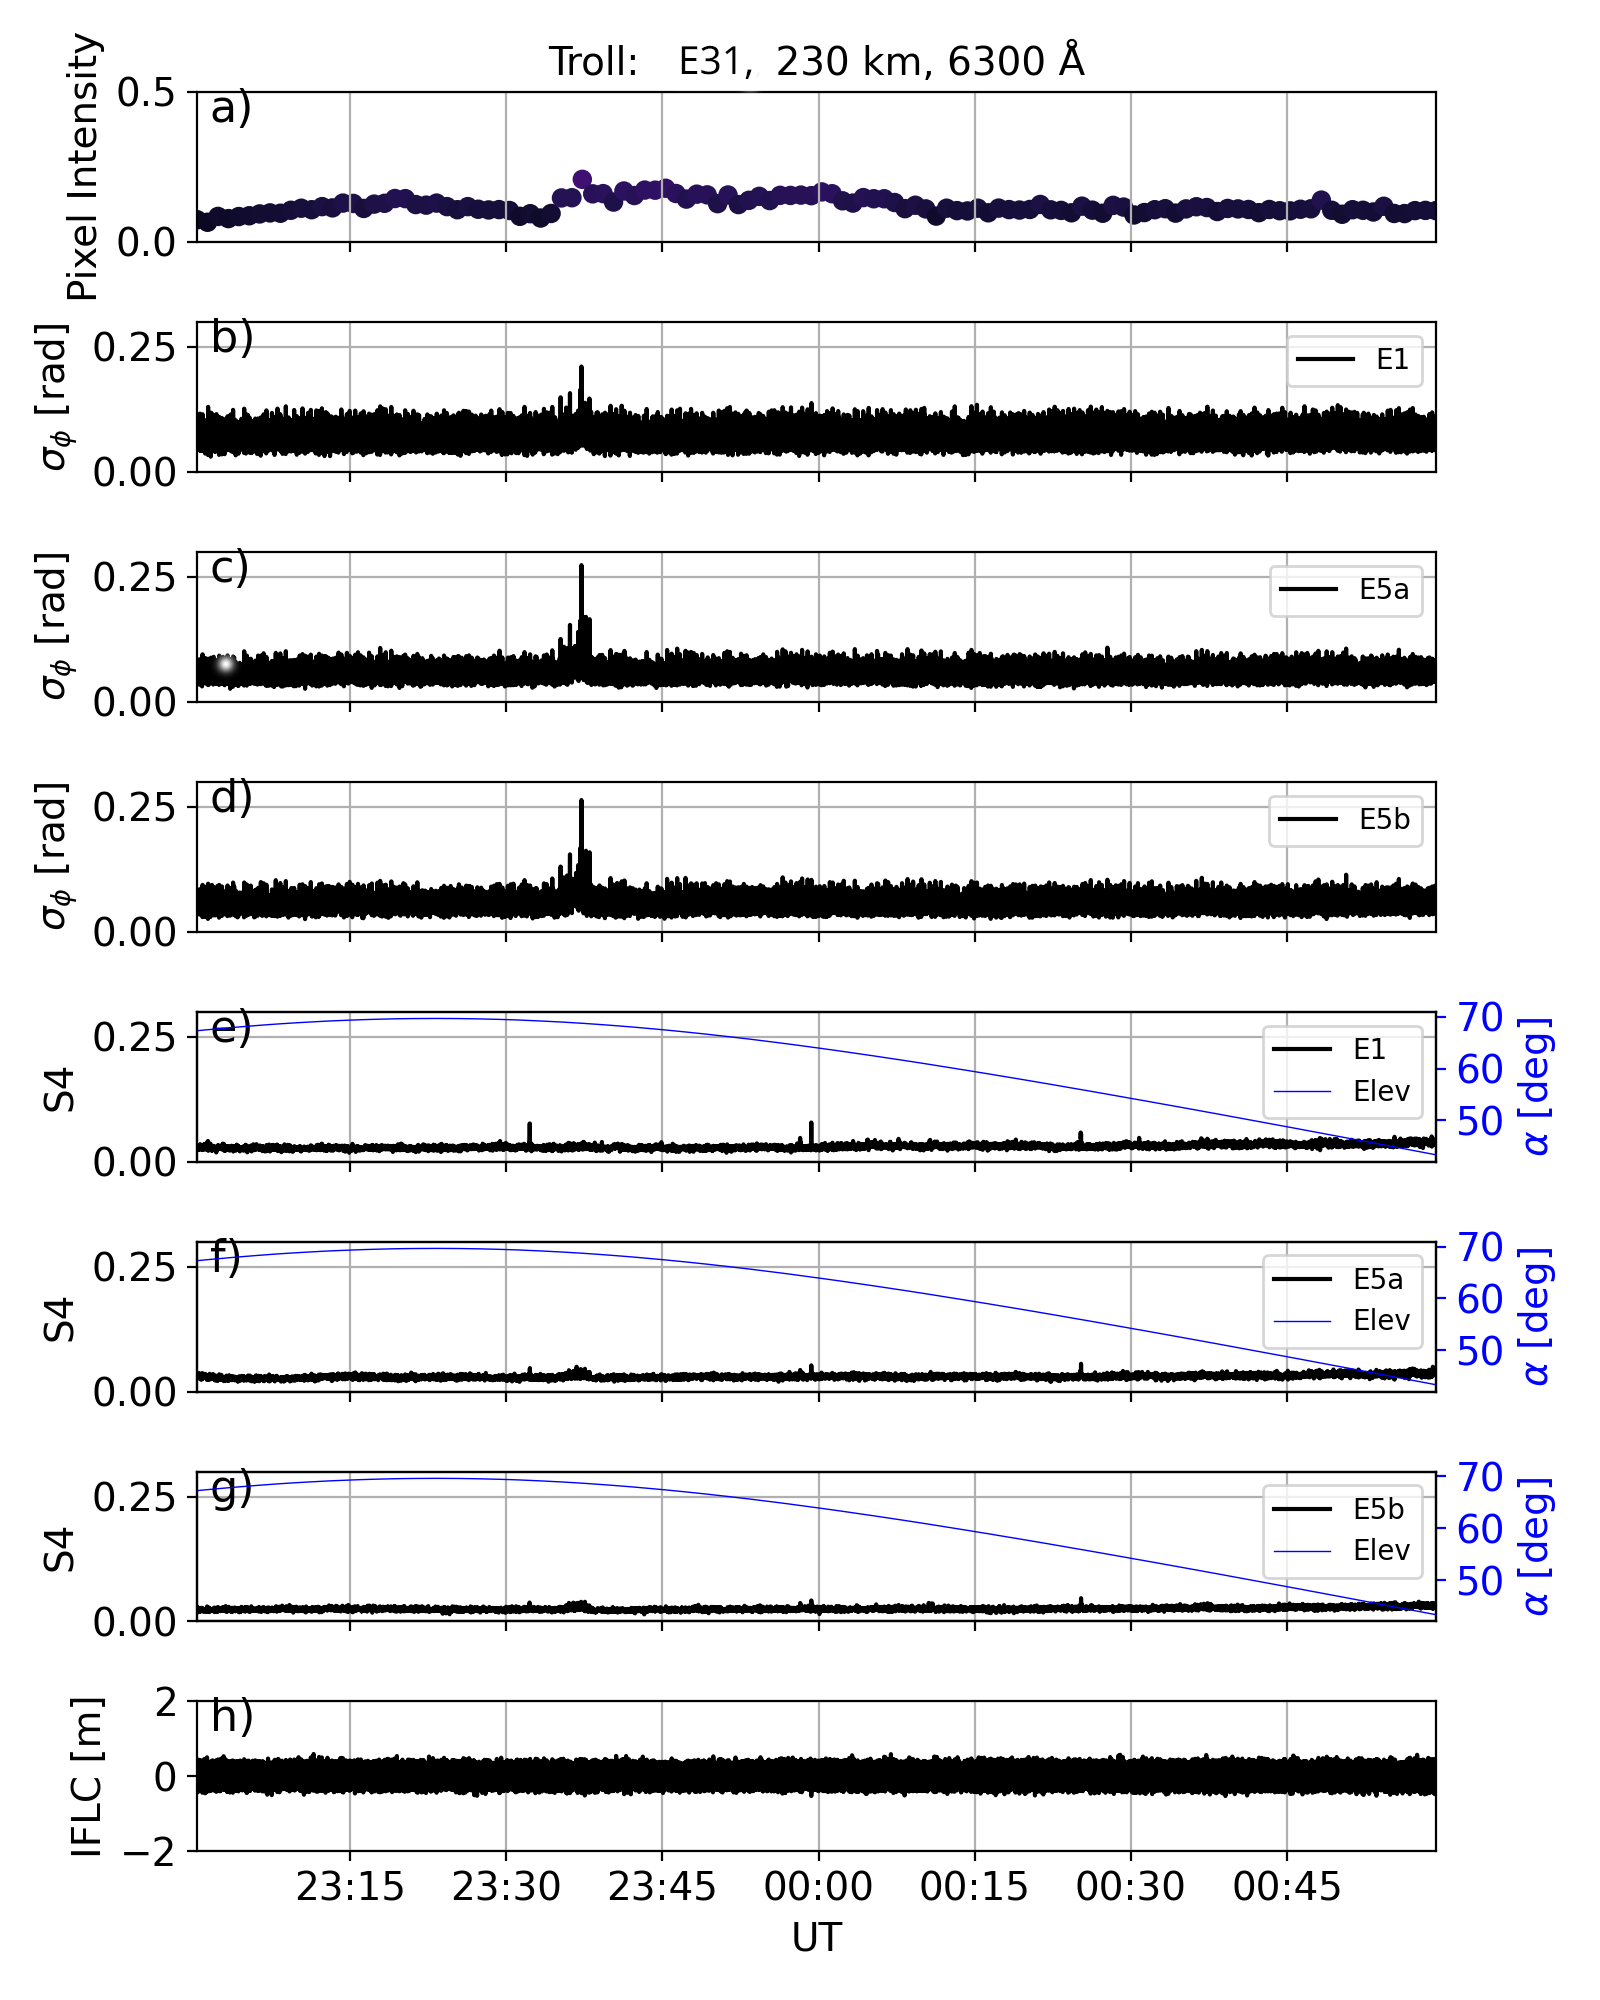 Troll: E31, 230 km, 6300 Å
Pixel Intensity
0.5
0.0
a)
σϕ [rad]
0.25
0.00
b)
E1
σϕ [rad]
0.25
0.00
c)
E5a
σϕ [rad]
0.25
0.00
d)
E5b
S4
0.25
0.00
e)
E1
Elev
70
60
50
α [deg]
S4
0.25
0.00
f)
E5a
Elev
70
60
50
α [deg]
S4
0.25
0.00
g)
E5b
Elev
70
60
50
α [deg]
IFLC [m]
2
0
−2
h)
23:15 23:30 23:45 00:00 00:15 00:30 00:45
UT